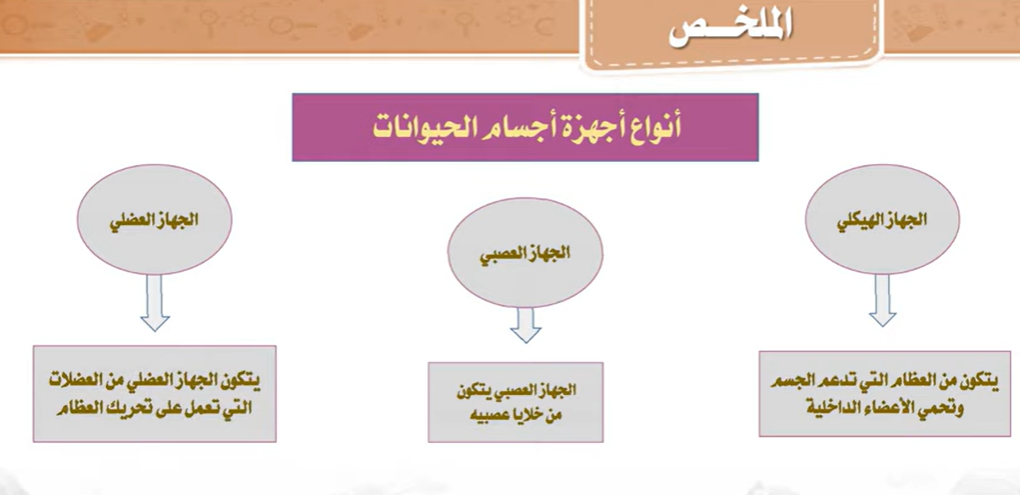 الملخــص
أنواع أجهزة أجسام الحيوانات
الجهاز الهيكلي
يتكون من العظام التي تدعم الجسم
وتحمي الأعضاء الداخلية
الجهاز العصبي
الجهاز العصبي يتكون
من خلايا عصبيه
الجهاز العضلي
يتكون الجهاز العضلي من العضلات
التي تعمل على تحريك العظام